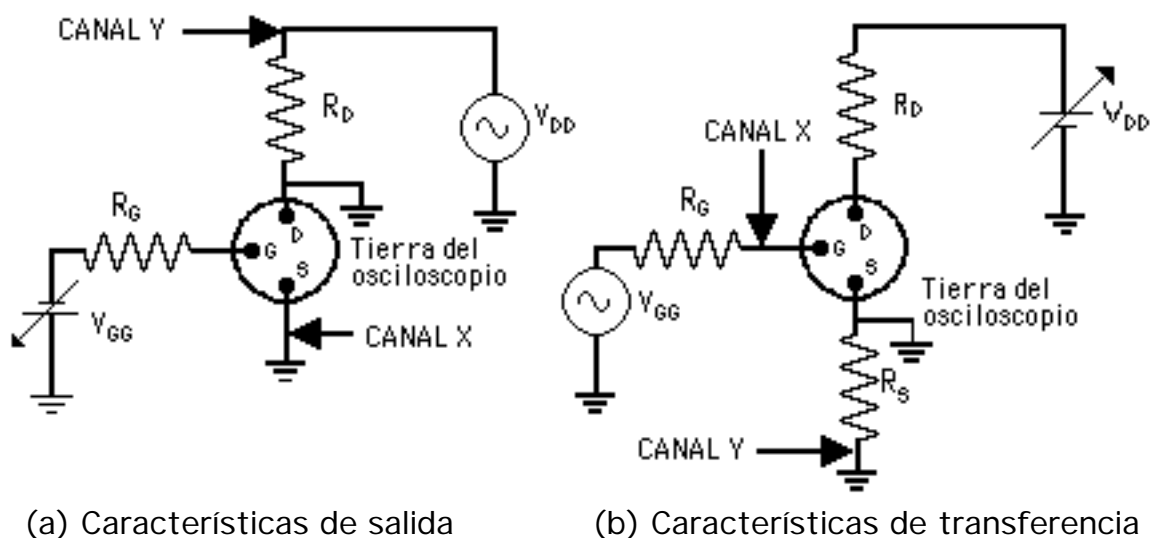 CANAL Y
R_D
V_DD
R_G
D
G
S
Tierra del
osciloscopio
V_GG
CANAL X
(a) Características de salida
R_D
V_DD
CANAL X
R_G
D
G
S
V_GG
Tierra del
osciloscopio
R_S
CANAL Y
(b) Características de transferencia